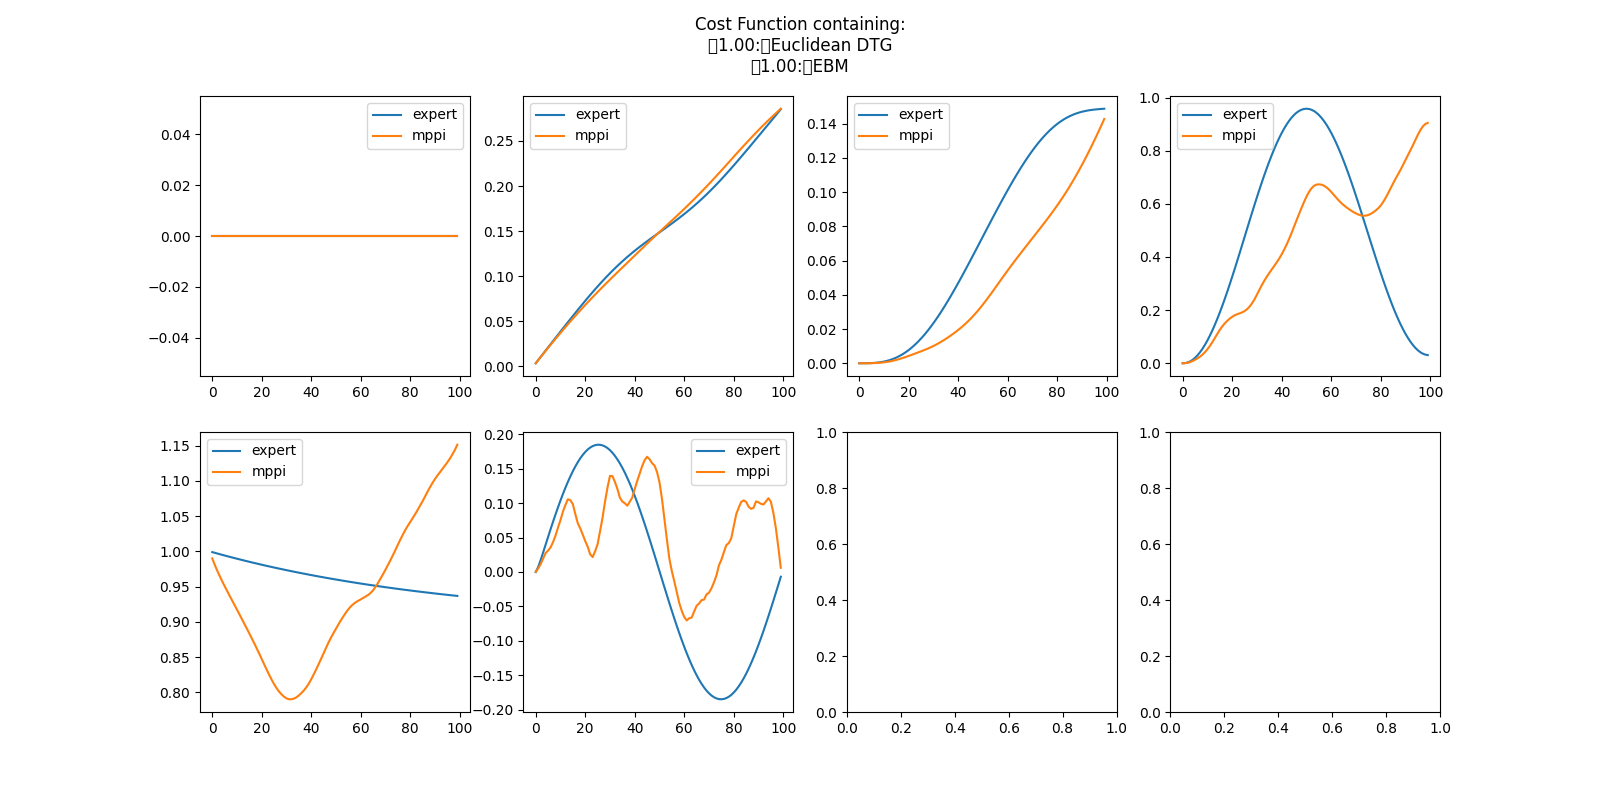 Cost Function containing:
1.00: Euclidean DTG
1.00: EBM
expert
mppi
0.04
0.02
0.00
−0.02
−0.04
0 20 40 60 80 100
expert
mppi
0.25
0.20
0.15
0.10
0.05
0.00
0 20 40 60 80 100
expert
mppi
0.14
0.12
0.10
0.08
0.06
0.04
0.02
0.00
0 20 40 60 80 100
expert
mppi
1.0
0.8
0.6
0.4
0.2
0.0
0 20 40 60 80 100
expert
mppi
1.15
1.10
1.05
1.00
0.95
0.90
0.85
0.80
0 20 40 60 80 100
expert
mppi
0.20
0.15
0.10
0.05
0.00
−0.05
−0.10
−0.15
−0.20
0 20 40 60 80 100
1.0
0.8
0.6
0.4
0.2
0.0
0.0 0.2 0.4 0.6 0.8 1.0
1.0
0.8
0.6
0.4
0.2
0.0
0.0 0.2 0.4 0.6 0.8 1.0